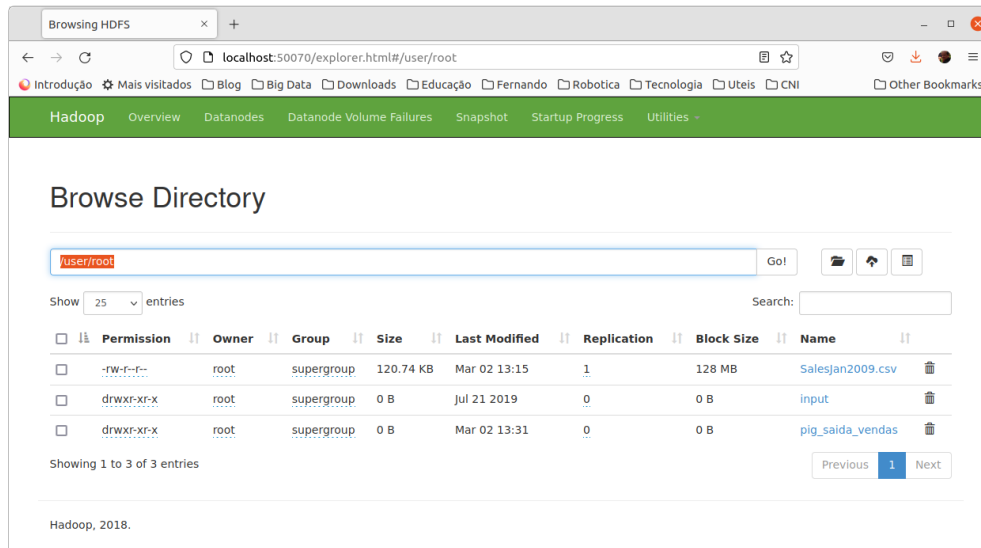 Browsing HDFS
localhost:50070/explorer.html#/user/root
Introdução Mais visitados Blog Big Data Downloads Educação Fernando Robotica Tecnologia Uteis CNI Other Bookmarks
Hadoop Overview Datanodes Datanode Volume Failures Snapshot Startup Progress Utilities
Browse Directory
/user/root Go!
Show 25 entries Search:
Permission Owner Group Size Last Modified Replication Block Size Name
-rw-r--r-- root supergroup 120.74 KB Mar 02 13:15 1 128 MB SalesJan2009.csv
drwxr-xr-x root supergroup 0 B Jul 21 2019 0 0 B input
drwxr-xr-x root supergroup 0 B Mar 02 13:31 0 0 B pig_saida_vendas
Showing 1 to 3 of 3 entries Previous 1 Next
Hadoop, 2018.